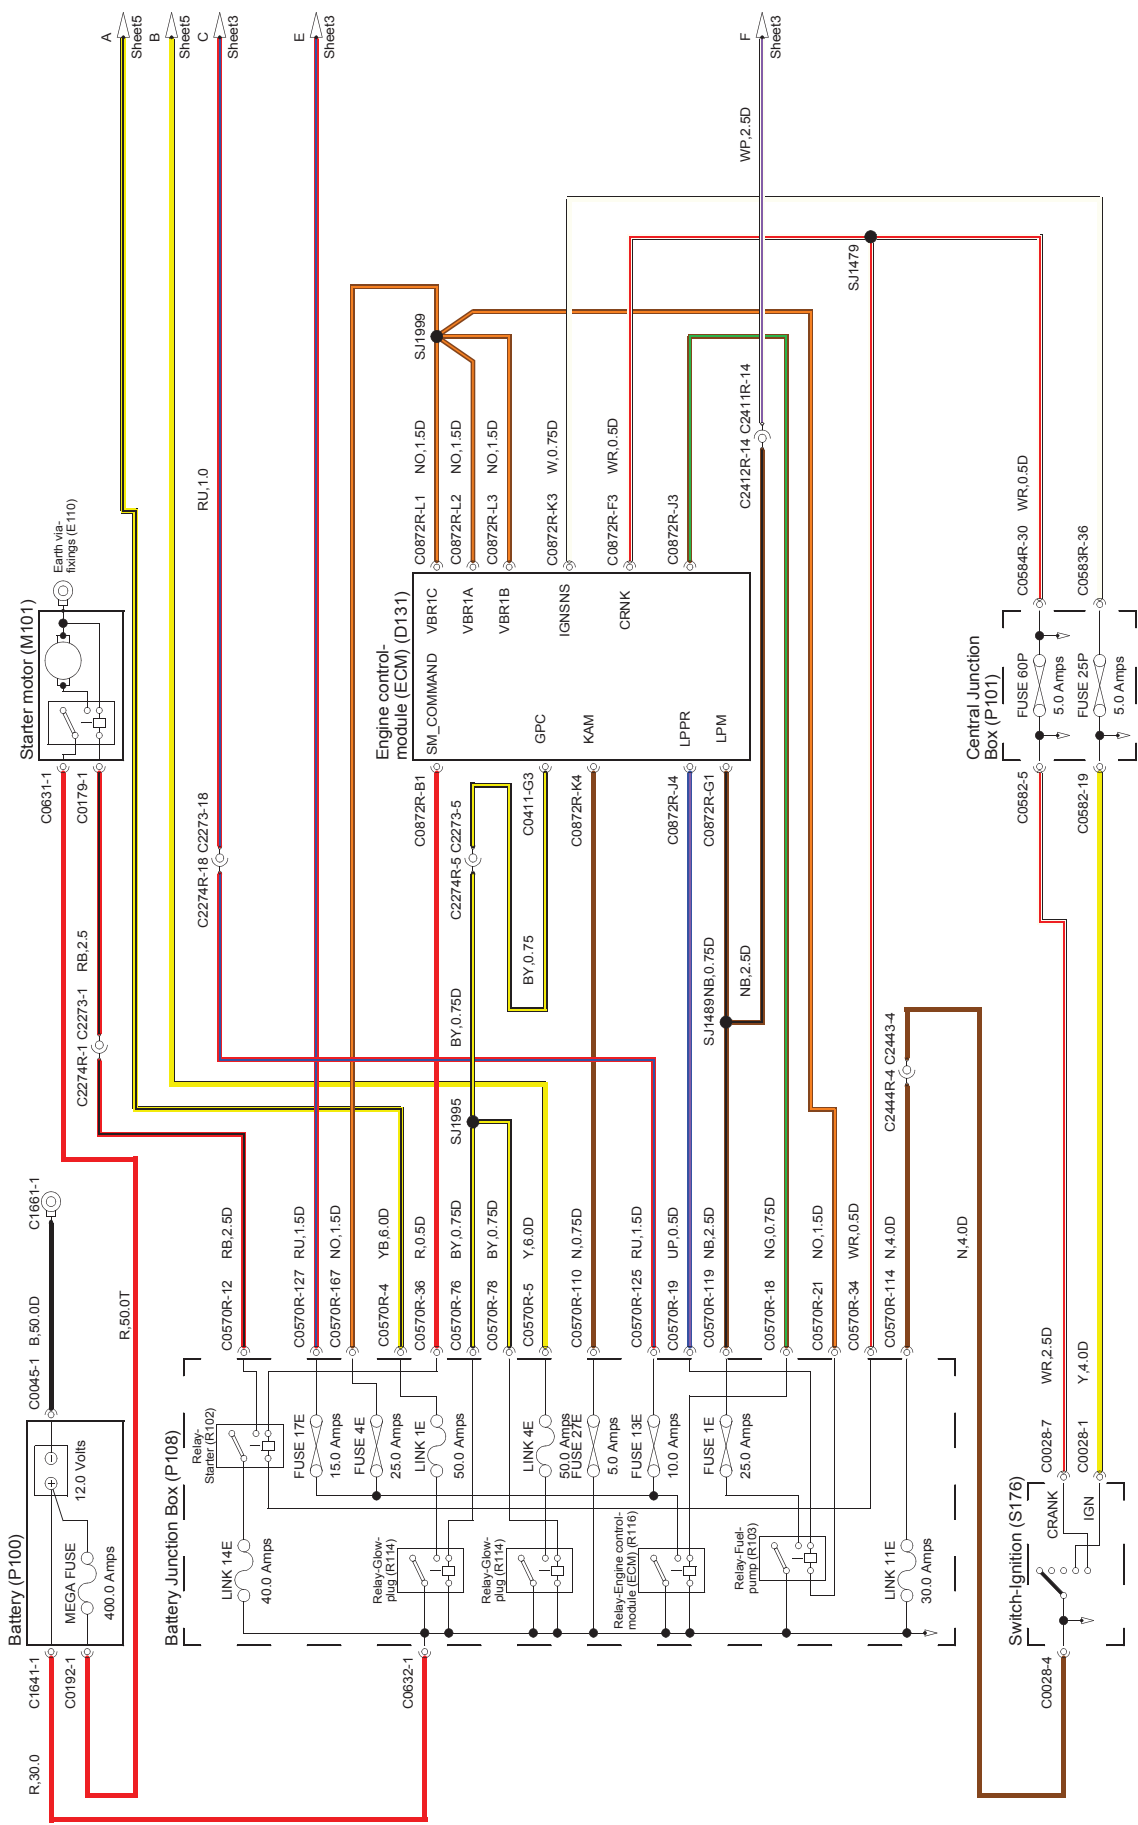 A
Sheet5
B
Sheet5
C
Sheet3
E
Sheet3
F
Sheet3
WP,2.5D
RU,1.0
Earth via-
fixings (E110)
Starter motor (M101)
C0631-1
C0179-1
RB,2.5
C2274R-1 C2273-1
C2274R-18 C2273-18
SJ1999
NO,1.5D
NO,1.5D
NO,1.5D
W,0.75D
WR,0.5D
C0872R-L1
C0872R-L2
C0872R-L3
C0872R-K3
C0872R-F3
C0872R-J3
C2412R-14 C2411R-14
SJ1479
WR,0.5D
C0584R-30
C0583R-36
Engine control-
module (ECM) (D131)
VBR1C
VBR1A
VBR1B
IGNSNS
CRNK
SM_COMMAND
GPC
KAM
LPPR
LPM
C0872R-B1
C2274R-5 C2273-5
C0411-G3
C0872R-K4
C0872R-J4
C0872R-G1
Central Junction
Box (P101)
FUSE 60P
5.0 Amps
FUSE 25P
5.0 Amps
C0582-5
C0582-19
BY,0.75D
BY,0.75
SJ1995
SJ1489
NB,0.75D
NB,2.5D
C2444R-4 C2443-4
N,4.0D
C1661-1
B,50.0D
C0045-1
R,50.0T
RB,2.5D
RU,1.5D
NO,1.5D
YB,6.0D
R,0.5D
BY,0.75D
BY,0.75D
Y,6.0D
N,0.75D
RU,1.5D
UP,0.5D
NB,2.5D
NG,0.75D
NO,1.5D
WR,0.5D
N,4.0D
C0570R-12
C0570R-127
C0570R-167
C0570R-4
C0570R-36
C0570R-76
C0570R-78
C0570R-5
C0570R-110
C0570R-125
C0570R-19
C0570R-119
C0570R-18
C0570R-21
C0570R-34
C0570R-114
WR,2.5D
Y,4.0D
C0028-7
C0028-1
Battery (P100)
12.0 Volts
MEGA FUSE
400.0 Amps
C1641-1
C0192-1
R,30.0
Battery Junction Box (P108)
Relay-
Starter (R102)
LINK 14E
40.0 Amps
FUSE 17E
15.0 Amps
FUSE 4E
25.0 Amps
LINK 1E
50.0 Amps
LINK 4E
50.0 Amps
FUSE 27E
5.0 Amps
FUSE 13E
10.0 Amps
FUSE 1E
25.0 Amps
Relay-Glow-
plug (R114)
Relay-Glow-
plug (R114)
Relay-Engine control-
module (ECM) (R116)
Relay-Fuel-
pump (R103)
LINK 11E
30.0 Amps
C0632-1
Switch-Ignition (S176)
CRANK
IGN
C0028-4